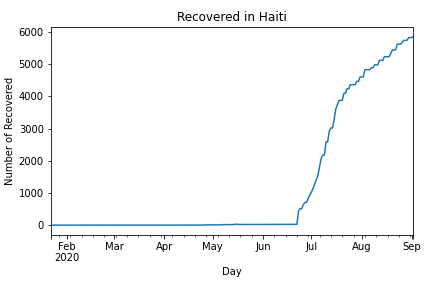 Recovered in Haiti
Number of Recovered
6000
5000
4000
3000
2000
1000
0
Feb Mar Apr May Jun Jul Aug Sep
2020
Day